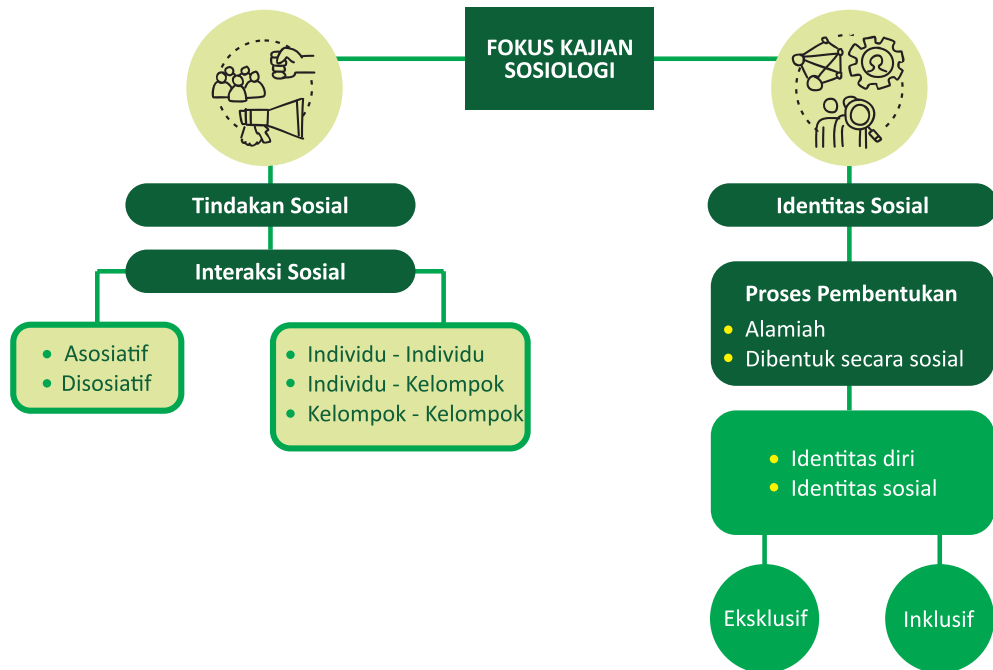 FOKUS KAJIAN
SOSIOLOGI
Tindakan Sosial
Interaksi Sosial
• Asosiatif
• Disosiatif
• Individu - Individu
• Individu - Kelompok
• Kelompok - Kelompok
Identitas Sosial
Proses Pembentukan
• Alamiah
• Dibentuk secara sosial
• Identitas diri
• Identitas sosial
Eksklusif
Inklusif